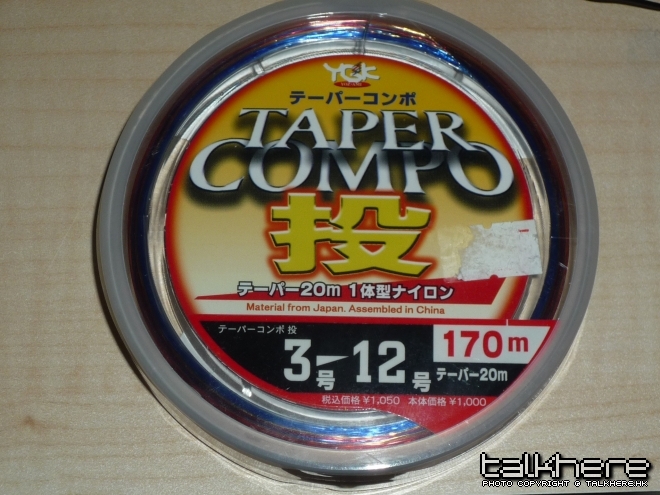 YGK
テーパーコンポ
TAPER
COMPO
投
テーパー20m 1体型ナイロン
Material from Japan. Assembled in China
テーパーコンポ 投
3号 12号
170m
テーパー20m
税込価格 ¥1,050 本体価格 ¥1,000
talkhere
PHOTO COPYRIGHT @ TALKHERE.HK